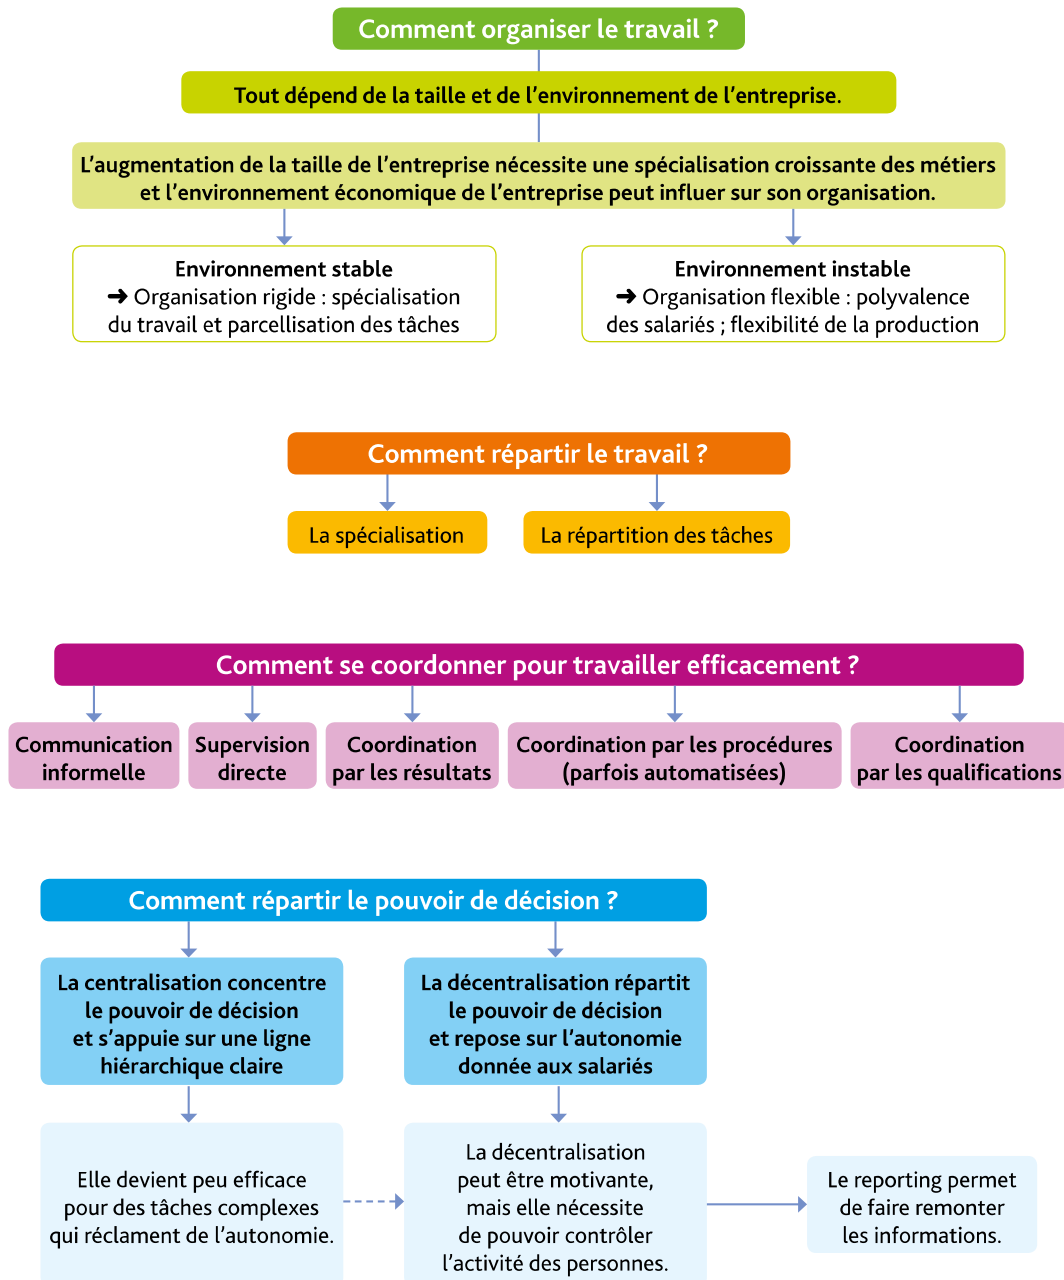 Comment organiser le travail ?
Tout dépend de la taille et de l'environnement de l'entreprise.
L'augmentation de la taille de l'entreprise nécessite une spécialisation croissante des métiers
et l'environnement économique de l'entreprise peut influer sur son organisation.
Environnement stable
➜ Organisation rigide : spécialisation
du travail et parcellisation des tâches
Environnement instable
➜ Organisation flexible : polyvalence
des salariés ; flexibilité de la production
Comment répartir le travail ?
La spécialisation
La répartition des tâches
Comment se coordonner pour travailler efficacement ?
Communication
informelle
Supervision
directe
Coordination
par les résultats
Coordination par les procédures
(parfois automatisées)
Coordination
par les qualifications
Comment répartir le pouvoir de décision ?
La centralisation concentre
le pouvoir de décision
et s'appuie sur une ligne
hiérarchique claire
La décentralisation répartit
le pouvoir de décision
et repose sur l'autonomie
donnée aux salariés
Elle devient peu efficace
pour des tâches complexes
qui réclament de l'autonomie.
La décentralisation
peut être motivante,
mais elle nécessite
de pouvoir contrôler
l'activité des personnes.
Le reporting permet
de faire remonter
les informations.